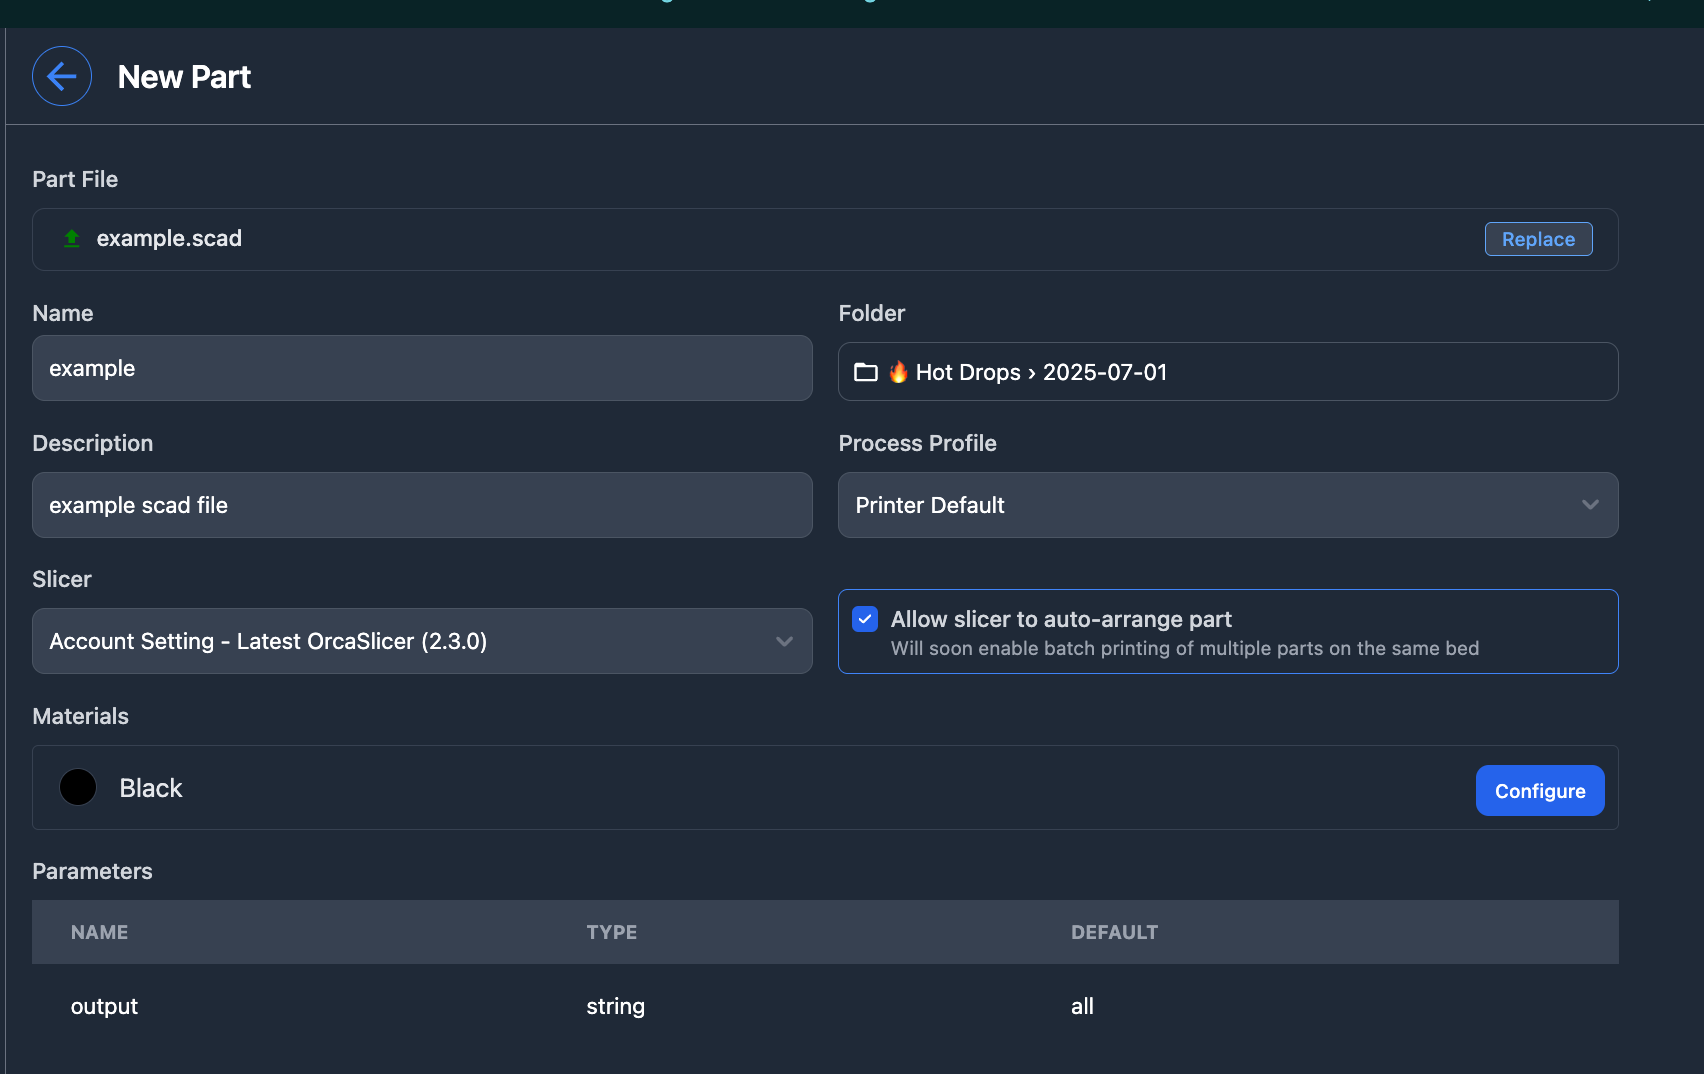 New Part
Part File
example.scad
Replace
Name
Folder
example
🔥 Hot Drops › 2025-07-01
Description
Process Profile
example scad file
Printer Default
Slicer
Account Setting - Latest OrcaSlicer (2.3.0)
Allow slicer to auto-arrange part
Will soon enable batch printing of multiple parts on the same bed
Materials
Black
Configure
Parameters
NAME TYPE DEFAULT
output string all